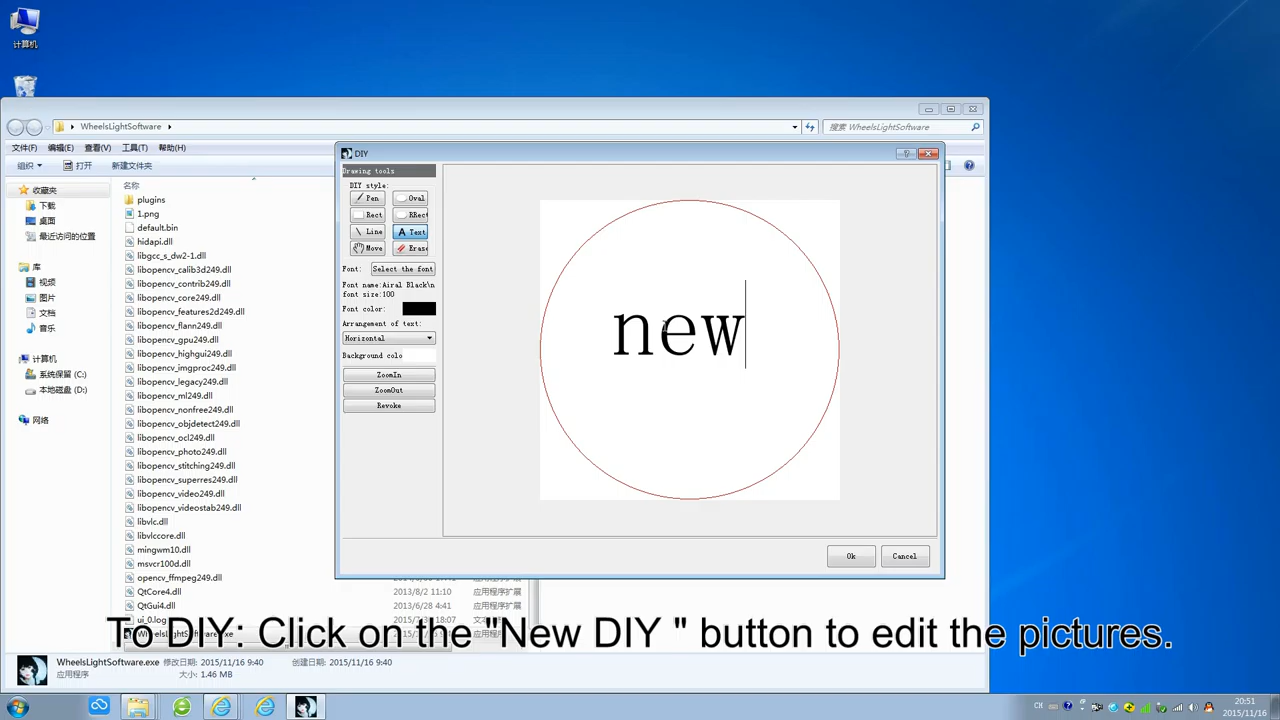 计算机
WheelsLightSoftware
搜索 WheelsLightSoftware
文件(F) 编辑(E) 查看(V) 工具(T) 帮助(H)
组织 打开 新建文件夹
收藏夹
下载
桌面
最近访问的位置
库
视频
图片
文档
音乐
计算机
系统保留 (C:)
本地磁盘 (D:)
网络
名称
plugins
1.png
default.bin
hidapi.dll
libgcc_s_dw2-1.dll
libopencv_calib3d249.dll
libopencv_contrib249.dll
libopencv_core249.dll
libopencv_features2d249.dll
libopencv_flann249.dll
libopencv_gpu249.dll
libopencv_highgui249.dll
libopencv_imgproc249.dll
libopencv_legacy249.dll
libopencv_ml249.dll
libopencv_nonfree249.dll
libopencv_objdetect249.dll
libopencv_ocl249.dll
libopencv_photo249.dll
libopencv_stitching249.dll
libopencv_superres249.dll
libopencv_video249.dll
libopencv_videostab249.dll
libvlc.dll
libvlccore.dll
mingwm10.dll
msvcr100d.dll
opencv_ffmpeg249.dll
QtCore4.dll 2013/8/2 11:10 应用程序扩展
QtGui4.dll 2013/6/28 4:41 应用程序扩展
ui_0.log
DIY
Drawing tools
DIY style:
Pen Oval
Rect RRect
Line Text
Move Erase
Font: Select the font
Font name:Airal Black\n
font size:100
Font color:
Arrangement of text:
Horizontal
Background colo
ZoomIn
ZoomOut
Revoke
new
Ok Cancel
To DIY: Click on the "New DIY " button to edit the pictures.
WheelsLightSoftware.exe 修改日期: 2015/11/16 9:40 创建日期: 2015/11/16 9:40
应用程序 大小: 1.46 MB
CH
20:51
2015/11/16